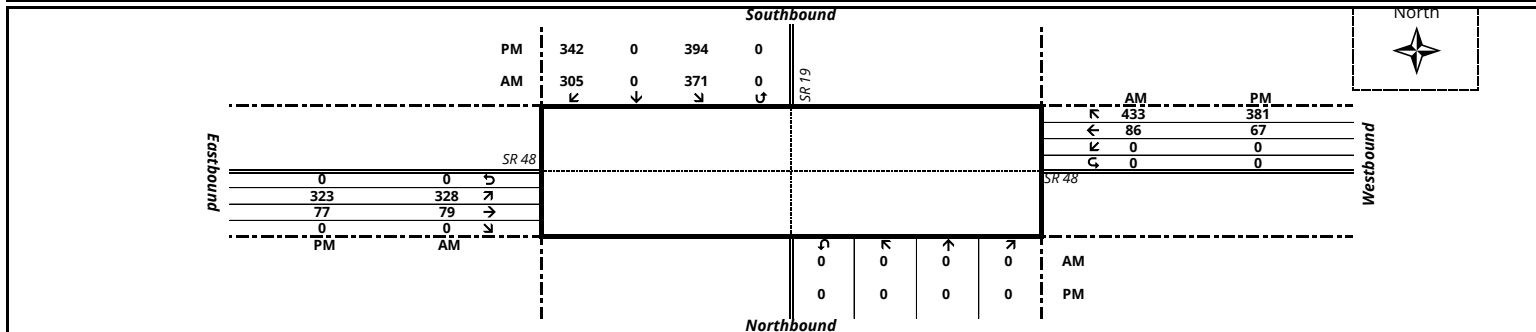 Southbound
North
PM 342 0 394 0
AM 305 0 371 0
SR 19
AM PM
433 381
86 67
0 0
0 0
Westbound
SR 48
Eastbound
SR 48
0 0
323 328
77 79
0 0
PM AM
0 0 0 0 AM
0 0 0 0 PM
Northbound